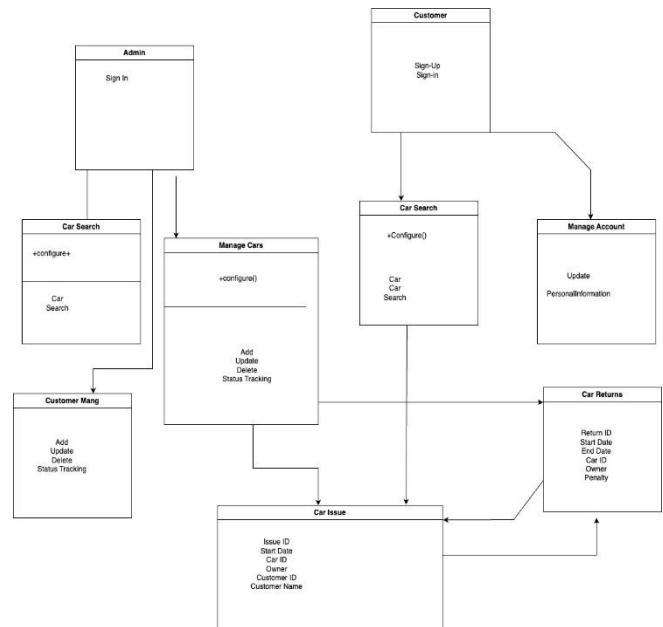 Customer
Sign-Up
Sign-in
Admin
Sign In
Car Search
+configure+
Car
Search
Manage Cars
+configure()
Add
Update
Delete
Status Tracking
Car Search
+Configure()
Car
Car
Search
Manage Account
Update
PersonalInformation
Customer Mang
Add
Update
Delete
Status Tracking
Car Returns
Return ID
Start Date
End Date
Car ID
Owner
Penalty
Car Issue
Issue ID
Start Date
Car ID
Owner
Customer ID
Customer Name